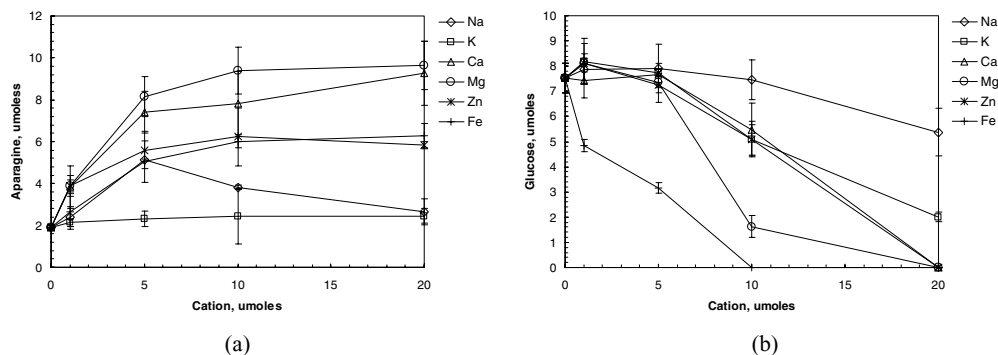 12
10
8
6
4
2
0
Aparagine, umoless
0 5 10 15 20
Cation, umoles
Na
K
Ca
Mg
Zn
Fe
(a)
10
9
8
7
6
5
4
3
2
1
0
Glucose, umoles
0 5 10 15 20
Cation, umoles
Na
K
Ca
Mg
Zn
Fe
(b)